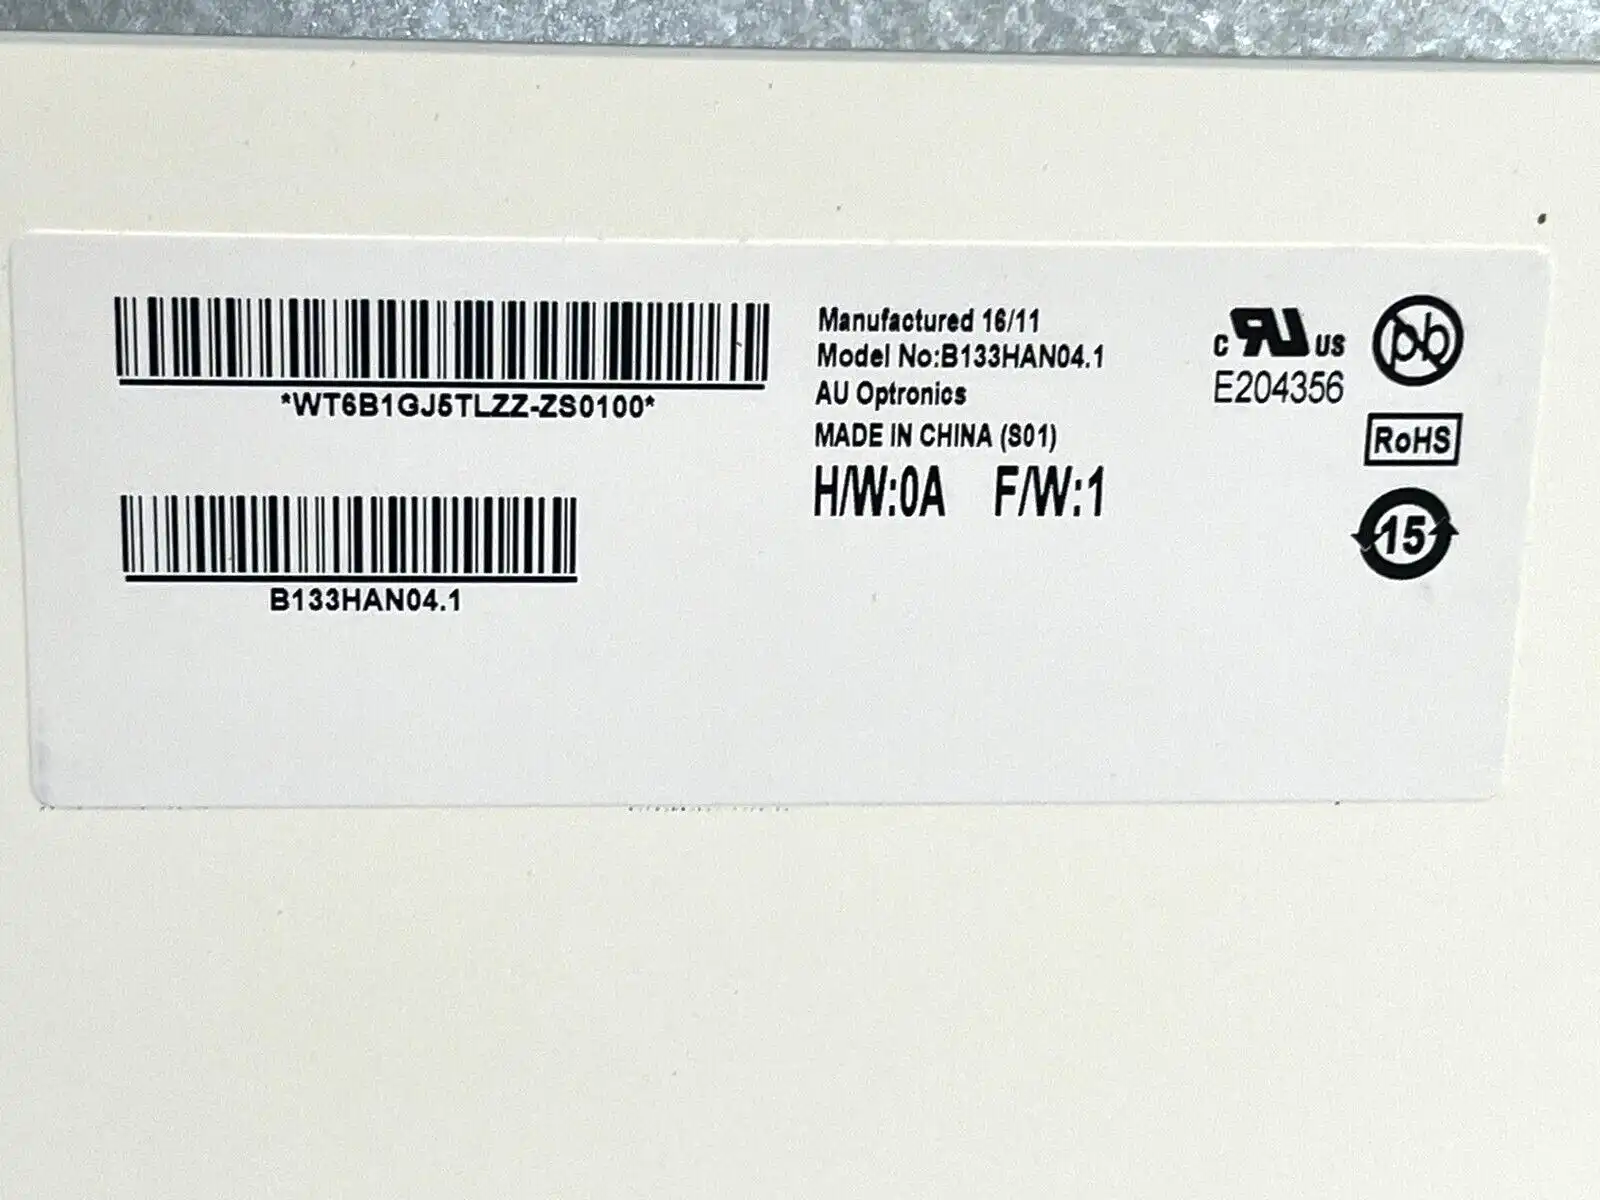 *WT6B1GJ5TLZZ-ZS0100*
B133HAN04.1
Manufactured 16/11
Model No:B133HAN04.1
AU Optronics
MADE IN CHINA (S01)
H/W:0A F/W:1
c RU US
E204356
pb
RoHS
15